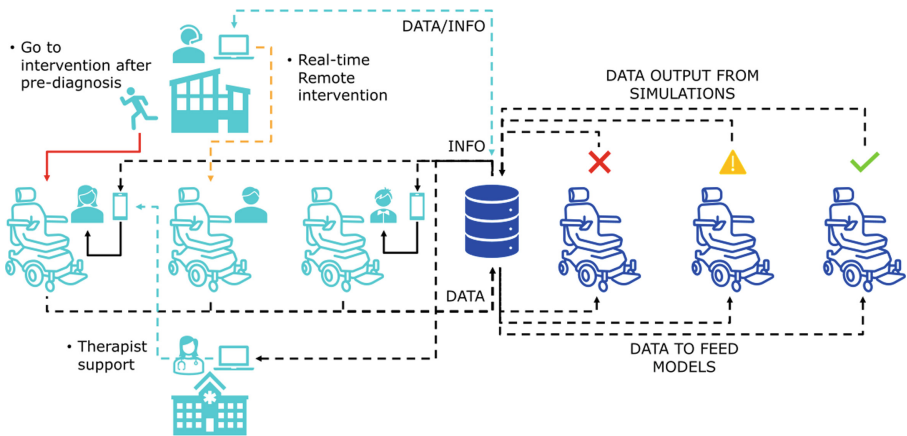 DATA/INFO
• Go to
intervention after
pre-diagnosis
• Real-time
Remote
intervention
DATA OUTPUT FROM
SIMULATIONS
INFO
DATA
• Therapist
support
DATA TO FEED
MODELS